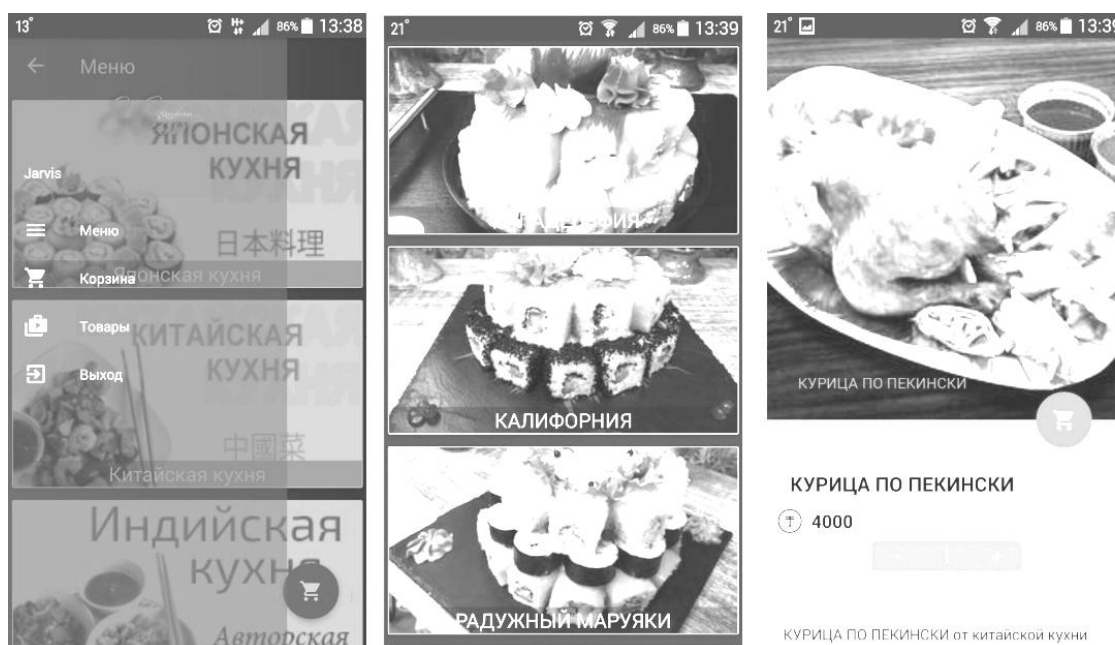 13°
H+
86%
13:38
Меню
ЯПОНСКАЯ
КУХНЯ
Jarvis
Меню
日本料理
Японская кухня
Корзина
Товары
КИТАЙСКАЯ
КУХНЯ
Выход
中國菜
Китайская кухня
Индийская
кухня
Авторская
21°
86%
13:39
КАЛИФОРНИЯ
РАДУЖНЫЙ МАРУЯКИ
21°
86%
13:39
КУРИЦА ПО ПЕКИНСКИ
КУРИЦА ПО ПЕКИНСКИ
₸ 4000
- 1 +
КУРИЦА ПО ПЕКИНСКИ от китайской кухни